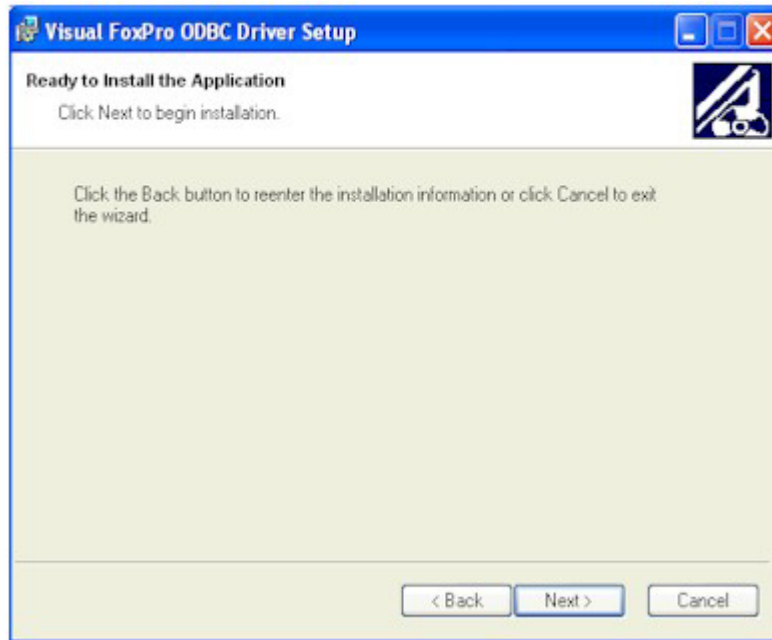 Visual FoxPro ODBC Driver Setup
Ready to Install the Application
Click Next to begin installation.
Click the Back button to reenter the installation information or click Cancel to exit
the wizard.
< Back
Next >
Cancel